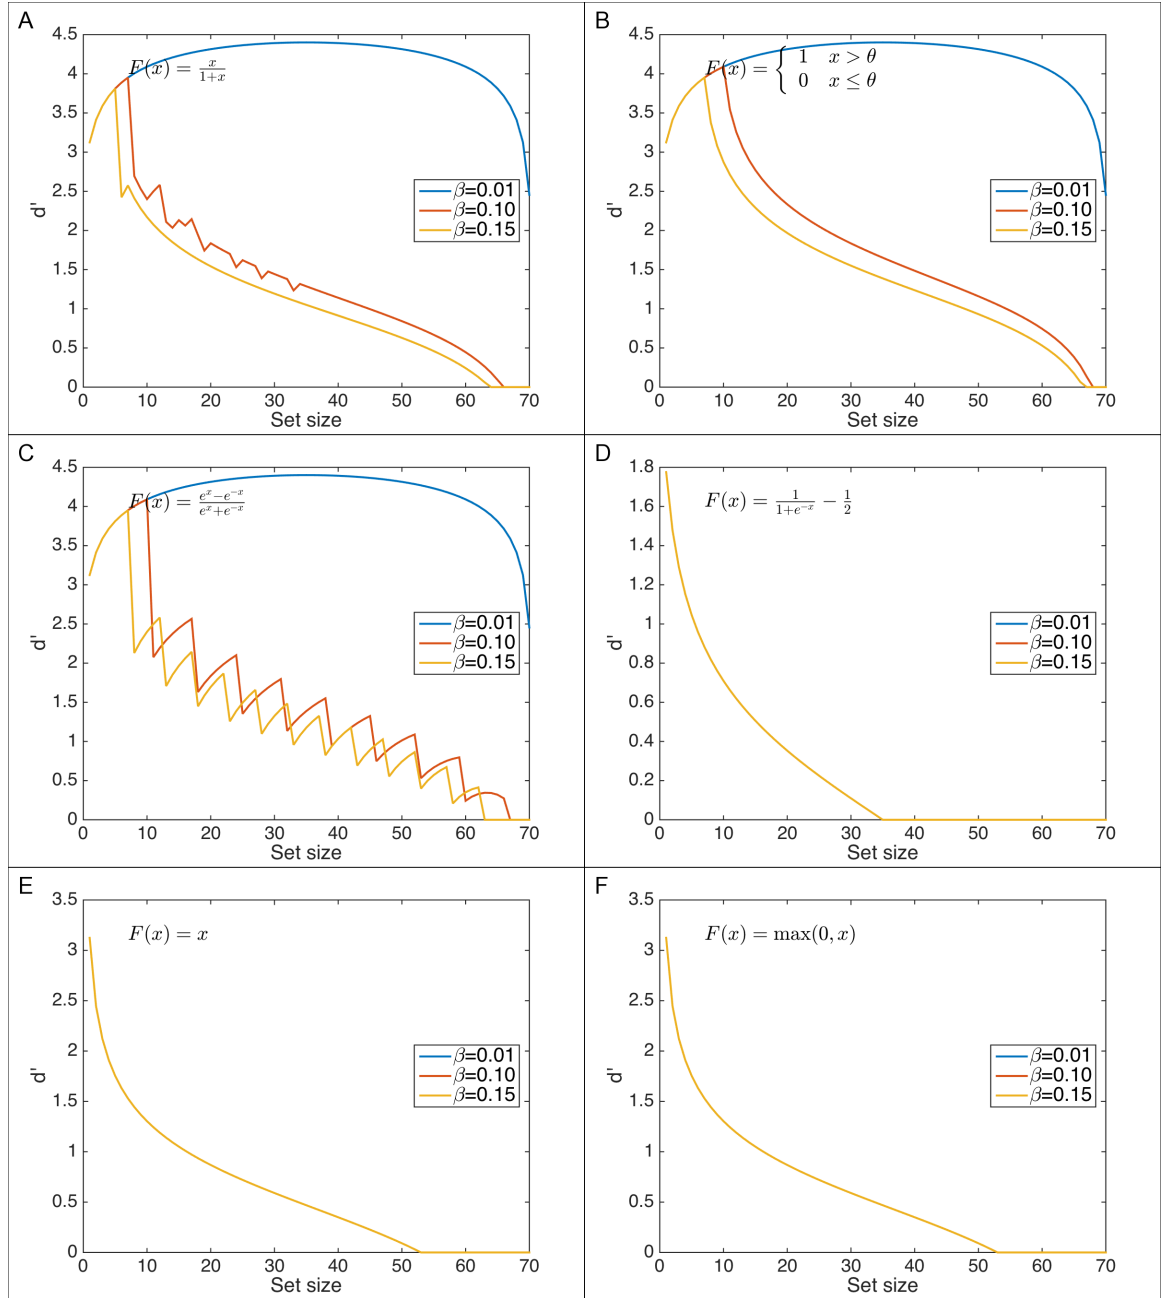 A
F(x) = x/(1+x)
4.5
4
3.5
3
2.5
2
1.5
1
0.5
0
d'
β=0.01
β=0.10
β=0.15
0 10 20 30 40 50 60 70
Set size
B
F(x) = { 1 x > θ
0 x ≤ θ
4.5
4
3.5
3
2.5
2
1.5
1
0.5
0
d'
β=0.01
β=0.10
β=0.15
0 10 20 30 40 50 60 70
Set size
C
F(x) = (e^x − e^−x)/(e^x + e^−x)
4.5
4
3.5
3
2.5
2
1.5
1
0.5
0
d'
β=0.01
β=0.10
β=0.15
0 10 20 30 40 50 60 70
Set size
D
F(x) = 1/(1+e^−x) − 1/2
1.8
1.6
1.4
1.2
1
0.8
0.6
0.4
0.2
0
d'
β=0.01
β=0.10
β=0.15
0 10 20 30 40 50 60 70
Set size
E
F(x) = x
3.5
3
2.5
2
1.5
1
0.5
0
d'
β=0.01
β=0.10
β=0.15
0 10 20 30 40 50 60 70
Set size
F
F(x) = max(0, x)
3.5
3
2.5
2
1.5
1
0.5
0
d'
β=0.01
β=0.10
β=0.15
0 10 20 30 40 50 60 70
Set size